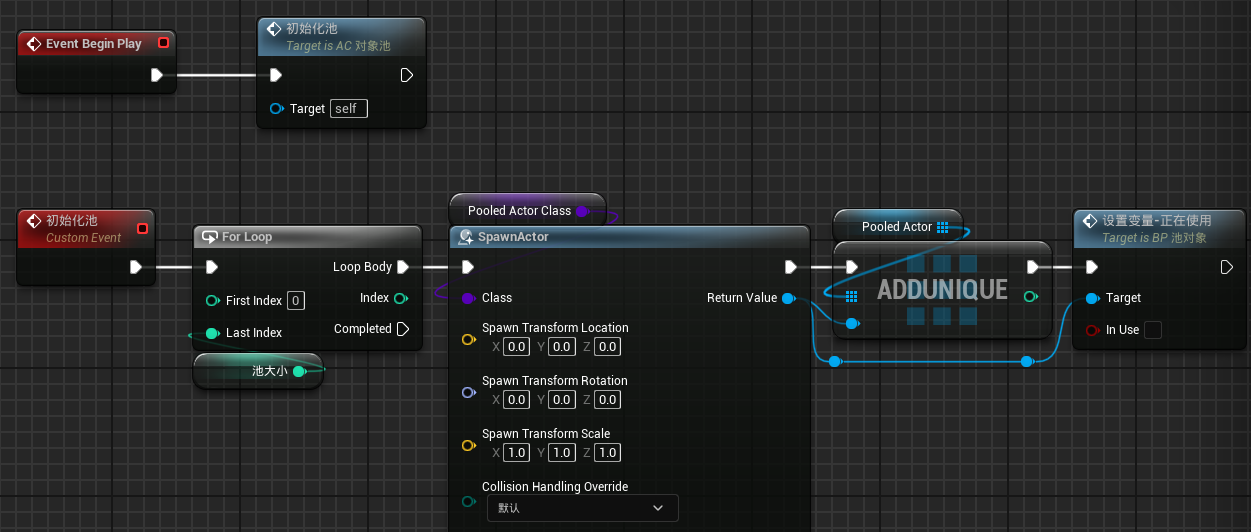 Event Begin Play
初始化池
Target is AC 对象池
Target self
初始化池
Custom Event
For Loop
Loop Body
First Index 0
Index
Last Index
Completed
池大小
Pooled Actor Class
SpawnActor
Class
Return Value
Spawn Transform Location
X 0.0 Y 0.0 Z 0.0
Spawn Transform Rotation
X 0.0 Y 0.0 Z 0.0
Spawn Transform Scale
X 1.0 Y 1.0 Z 1.0
Collision Handling Override
默认
Pooled Actor
ADDUNIQUE
设置变量-正在使用
Target is BP 池对象
Target
In Use